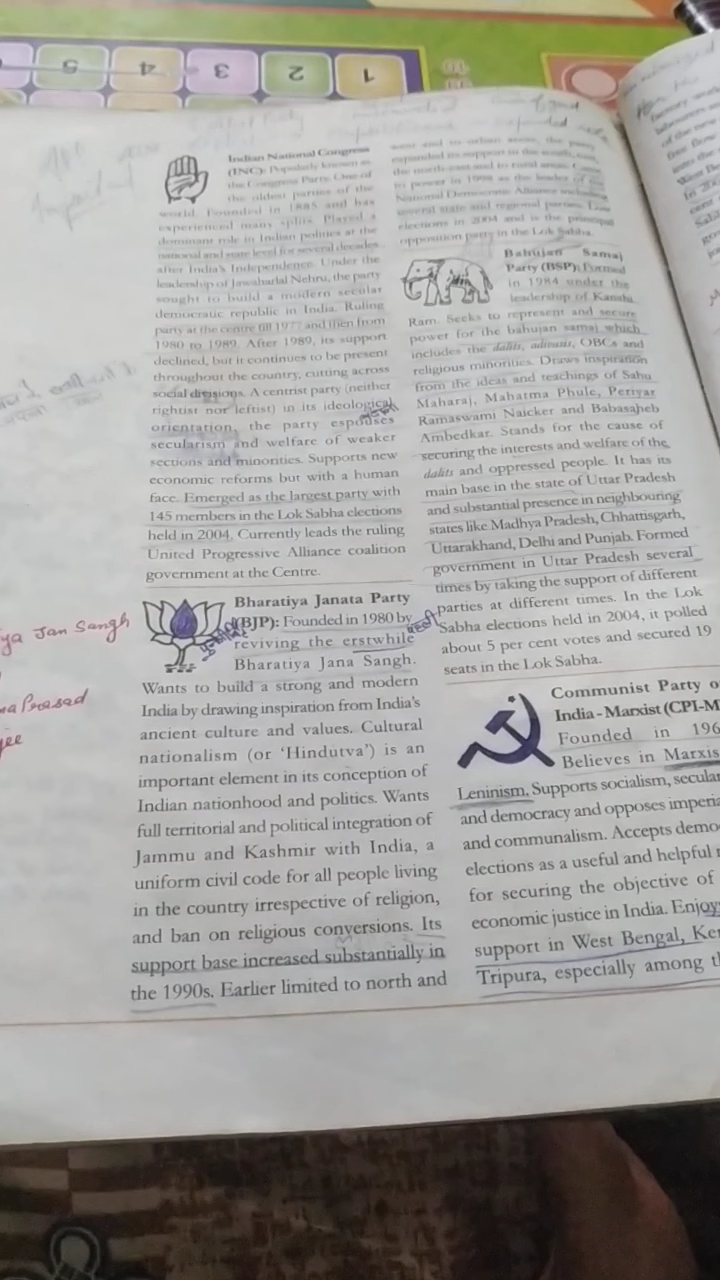 5 4 3 2 1 10
Indian National Congress
(INC): Popularly known as
the Congress Party. One of
the oldest parties of the
world. Founded in 1885 and has
experienced many splits. Played a
dominant role in Indian politics at the
national and state level for several decades
after India's Independence. Under the
leadership of Jawaharlal Nehru, the party
sought to build a modern secular
democratic republic in India. Ruling
party at the centre till 1977 and then from
1980 to 1989. After 1989, its support
declined, but it continues to be present
throughout the country, cutting across
social divisions. A centrist party (neither
rightist nor leftist) in its ideological
orientation, the party espouses
secularism and welfare of weaker
sections and minorities. Supports new
economic reforms but with a human
face. Emerged as the largest party with
145 members in the Lok Sabha elections
held in 2004. Currently leads the ruling
United Progressive Alliance coalition
government at the Centre.
Bharatiya Janata Party
(BJP): Founded in 1980 by
reviving the erstwhile
Bharatiya Jana Sangh.
Wants to build a strong and modern
India by drawing inspiration from India's
ancient culture and values. Cultural
nationalism (or 'Hindutva') is an
important element in its conception of
Indian nationhood and politics. Wants
full territorial and political integration of
Jammu and Kashmir with India, a
uniform civil code for all people living
in the country irrespective of religion,
and ban on religious conversions. Its
support base increased substantially in
the 1990s. Earlier limited to north and
west and to urban areas, the party
expanded its support in the south, east,
the north-east and to rural areas. Came
to power in 1998 as the leader of the
National Democratic Alliance including
several state and regional parties. Lost
elections in 2004 and is the principal
opposition party in the Lok Sabha.
Bahujan Samaj
Party (BSP): Formed
in 1984 under the
leadership of Kanshi
Ram. Seeks to represent and secure
power for the bahujan samaj which
includes the dalits, adivasis, OBCs and
religious minorities. Draws inspiration
from the ideas and teachings of Sahu
Maharaj, Mahatma Phule, Periyar
Ramaswami Naicker and Babasaheb
Ambedkar. Stands for the cause of
securing the interests and welfare of the
dalits and oppressed people. It has its
main base in the state of Uttar Pradesh
and substantial presence in neighbouring
states like Madhya Pradesh, Chhattisgarh,
Uttarakhand, Delhi and Punjab. Formed
government in Uttar Pradesh several
times by taking the support of different
parties at different times. In the Lok
Sabha elections held in 2004, it polled
about 5 per cent votes and secured 19
seats in the Lok Sabha.
Communist Party o
India - Marxist (CPI-M
Founded in 196
Believes in Marxis
Leninism. Supports socialism, secular
and democracy and opposes imperia
and communalism. Accepts demo
elections as a useful and helpful
for securing the objective of
economic justice in India. Enjoy
support in West Bengal, Ker
Tripura, especially among t
ya Jan Sangh
Prasad
jee